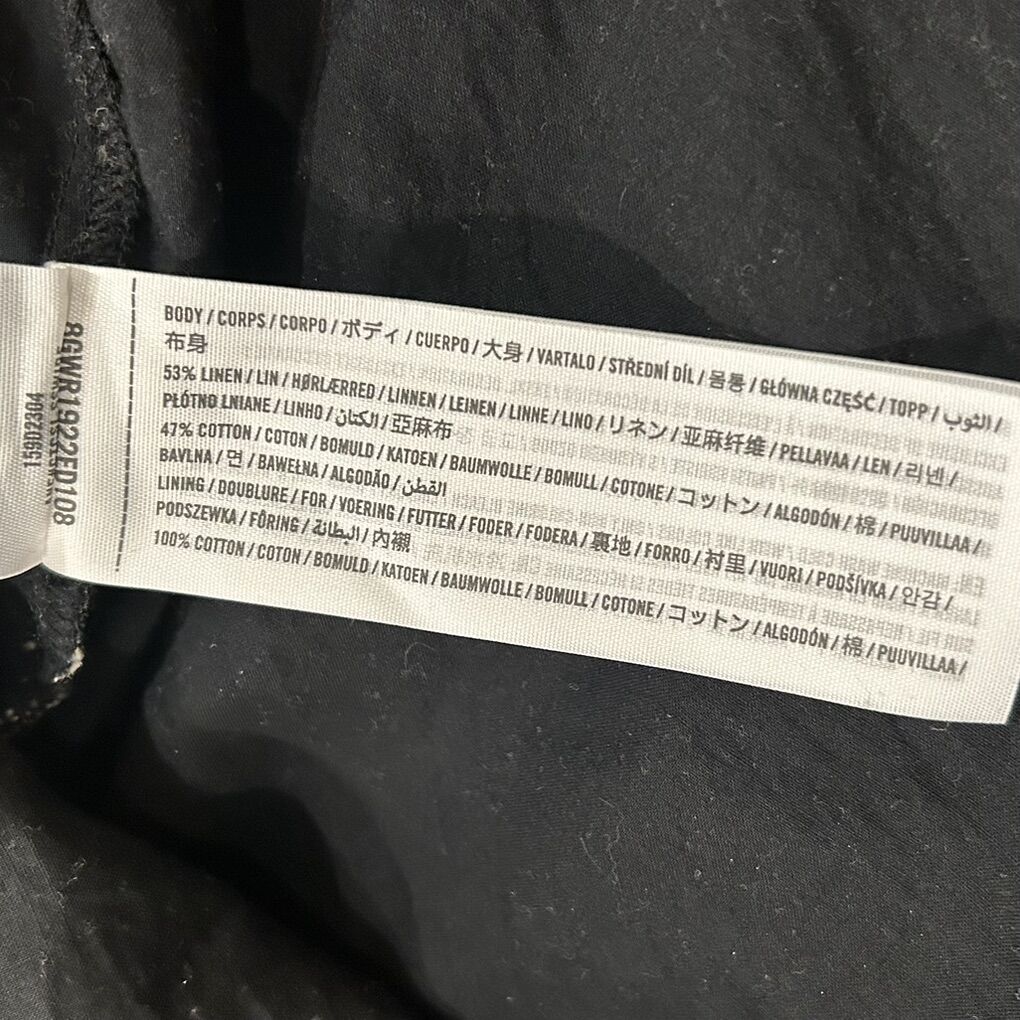 BODY / CORPS / CORPO / ボディ / CUERPO / 大身 / VARTALO / STŘEDNÍ DÍL / 몸통 / GŁÓWNA CZĘŚĆ / TOPP / الثوب /
布身
53% LINEN / LIN / HØRLÆRRED / LINNEN / LEINEN / LINNE / LINO / リネン / 亚麻纤维 / PELLAVAA / LEN / 리넨 /
PŁÓTNO LNIANE / LINHO / الكتان / 亞麻布
47% COTTON / COTON / BOMULD / KATOEN / BAUMWOLLE / BOMULL / COTONE / コットン / ALGODÓN / 棉 / PUUVILLAA /
BAVLNA / 면 / BAWEŁNA / ALGODÃO / القطن
LINING / DOUBLURE / FOR / VOERING / FUTTER / FODER / FODERA / 裏地 / FORRO / 衬里 / VUORI / PODŠÍVKA / 안감 /
PODSZEWKA / FÔRING / البطانة / 內襯
100% COTTON / COTON / BOMULD / KATOEN / BAUMWOLLE / BOMULL / COTONE / コットン / ALGODÓN / 棉 / PUUVILLAA /
8GWR1922ED108
159D2304